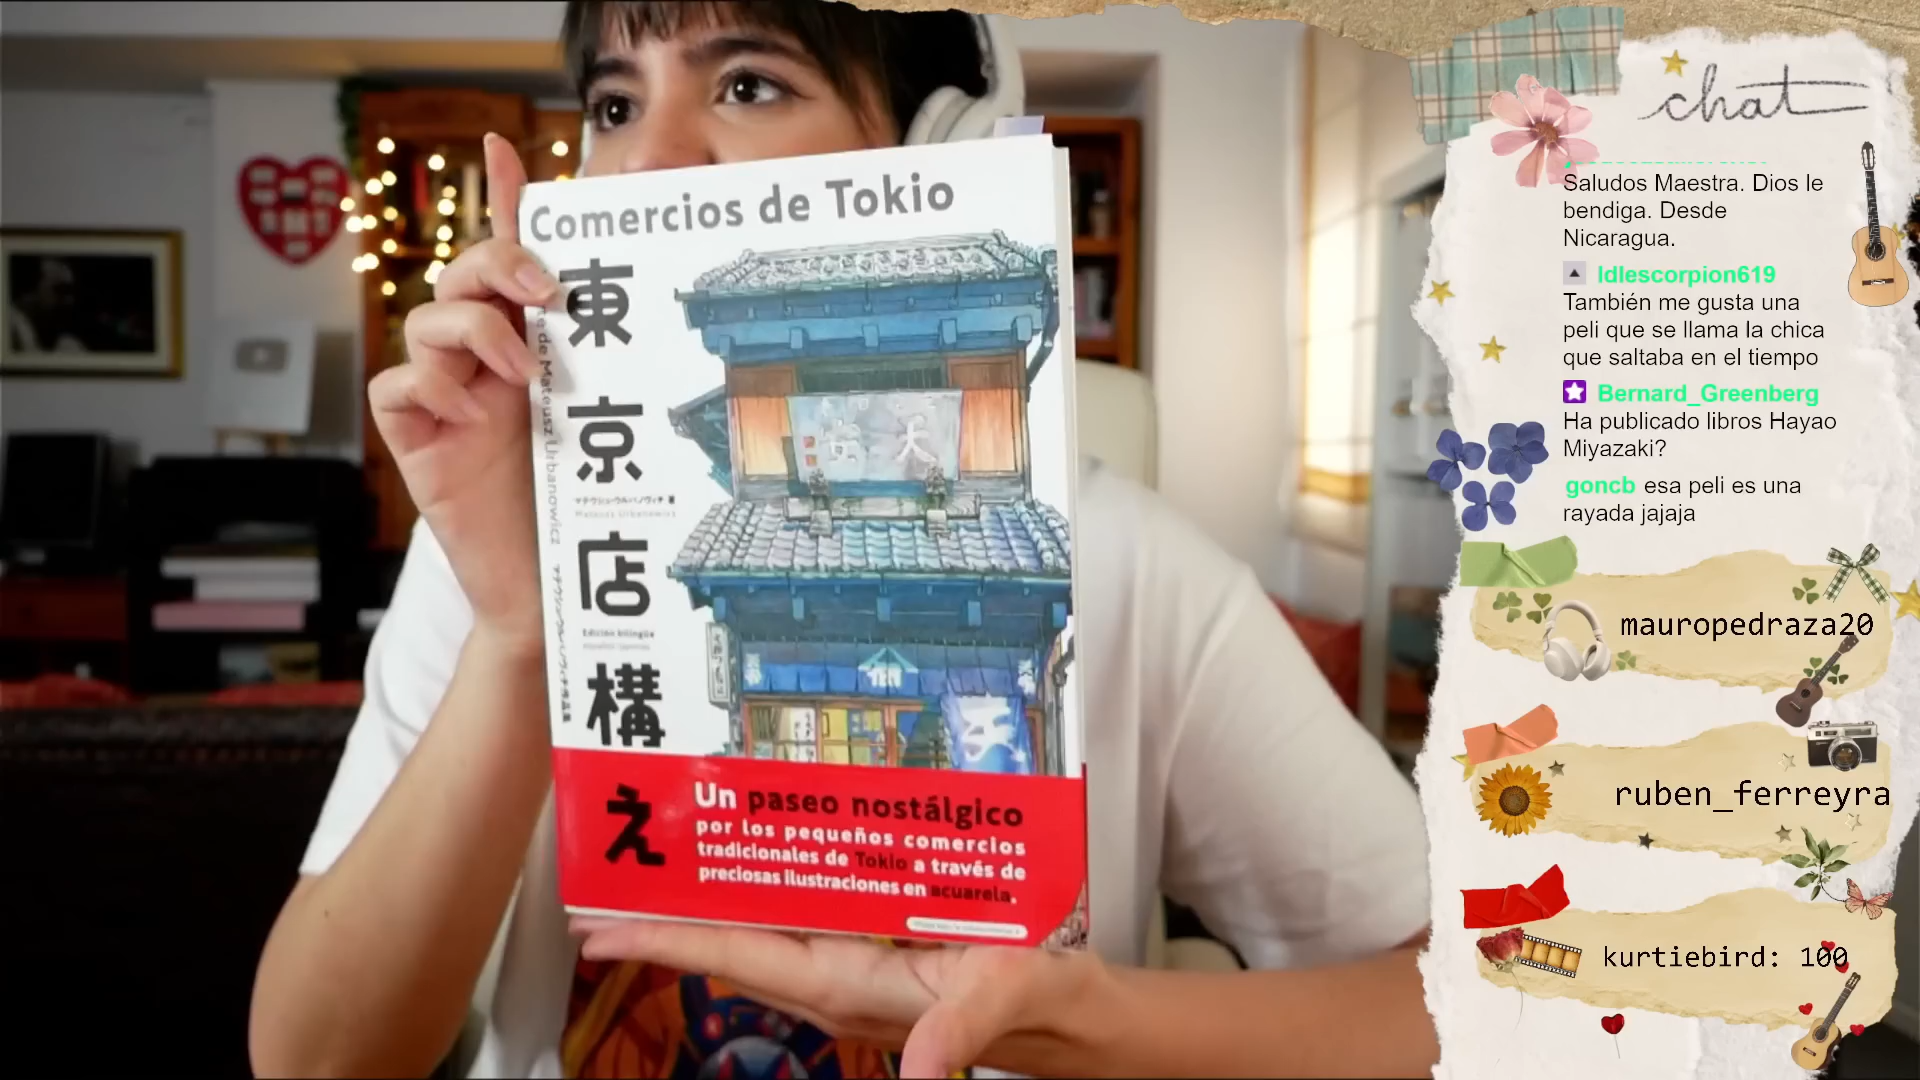 Comercios de Tokio
東京店構え
マテウシュ・ウルバノヴィチ 著
Mateusz Urbanowicz
Edición bilingüe
español-japonés
de Mateusz Urbanowicz
Un paseo nostálgico
por los pequeños comercios
tradicionales de Tokio a través de
preciosas ilustraciones en acuarela.
chat
Saludos Maestra. Dios le
bendiga. Desde
Nicaragua.
Idlescorpion619
También me gusta una
peli que se llama la chica
que saltaba en el tiempo
Bernard_Greenberg
Ha publicado libros Hayao
Miyazaki?
goncb esa peli es una
rayada jajaja
mauropedraza20
ruben_ferreyra
kurtiebird: 100